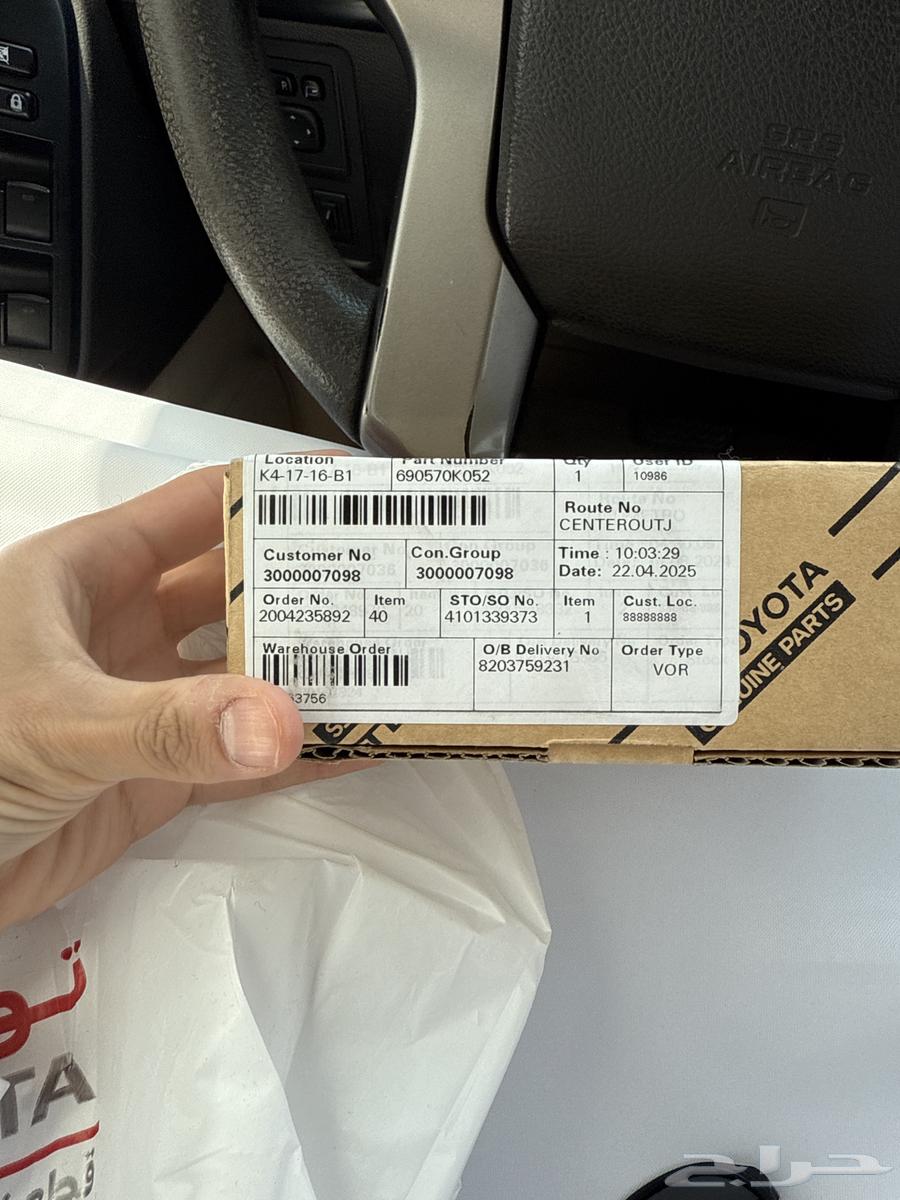 SRS
AIRBAG
Location Part Number Qty User ID
K4-17-16-B1 690570K052 1 10986
Route No
CENTEROUTJ
Customer No Con.Group Time : 10:03:29
3000007098 3000007098 Date: 22.04.2025
Order No. Item STO/SO No. Item Cust. Loc.
2004235892 40 4101339373 1 88888888
Warehouse Order O/B Delivery No Order Type
8203759231 VOR
3756
TOYOTA
GENUINE PARTS
حراج